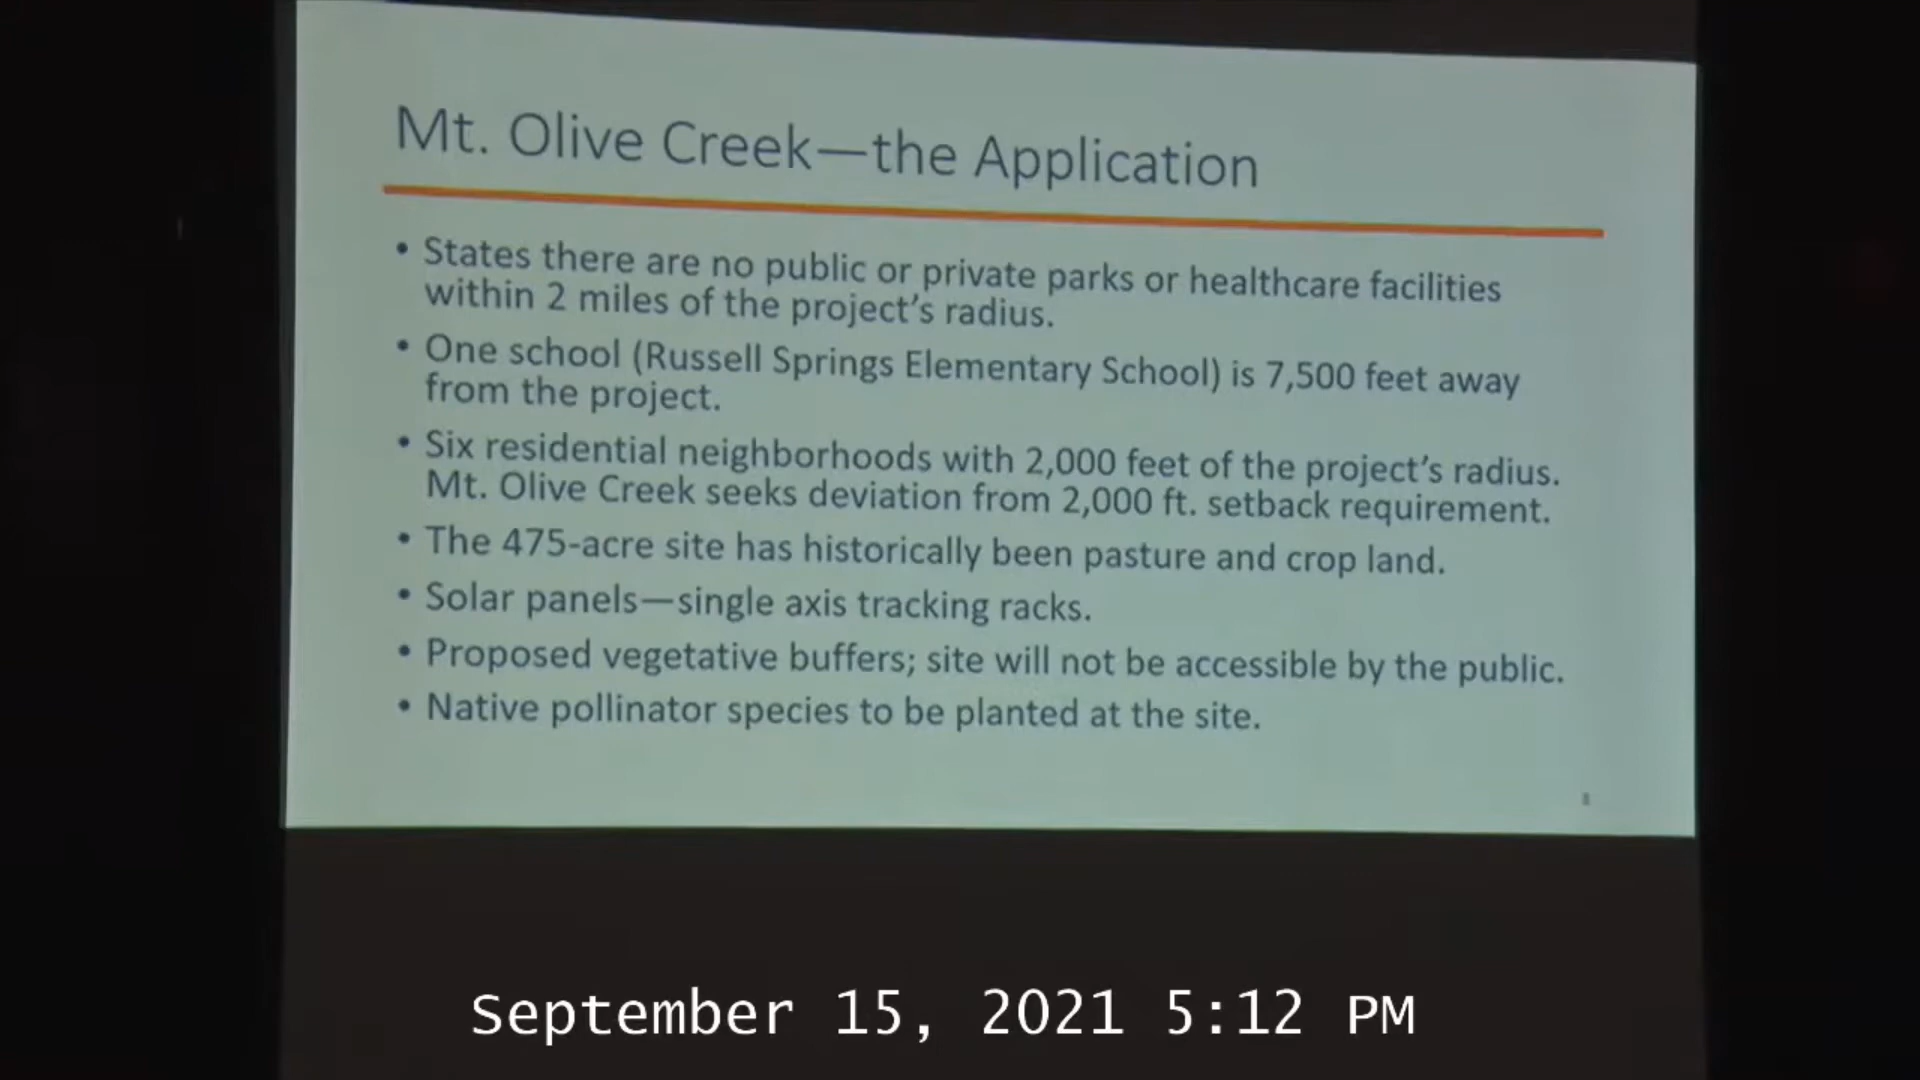 Mt. Olive Creek—the Application
• States there are no public or private parks or healthcare facilities
within 2 miles of the project's radius.
• One school (Russell Springs Elementary School) is 7,500 feet away
from the project.
• Six residential neighborhoods with 2,000 feet of the project's radius.
Mt. Olive Creek seeks deviation from 2,000 ft. setback requirement.
• The 475-acre site has historically been pasture and crop land.
• Solar panels—single axis tracking racks.
• Proposed vegetative buffers; site will not be accessible by the public.
• Native pollinator species to be planted at the site.
September 15, 2021 5:12 PM